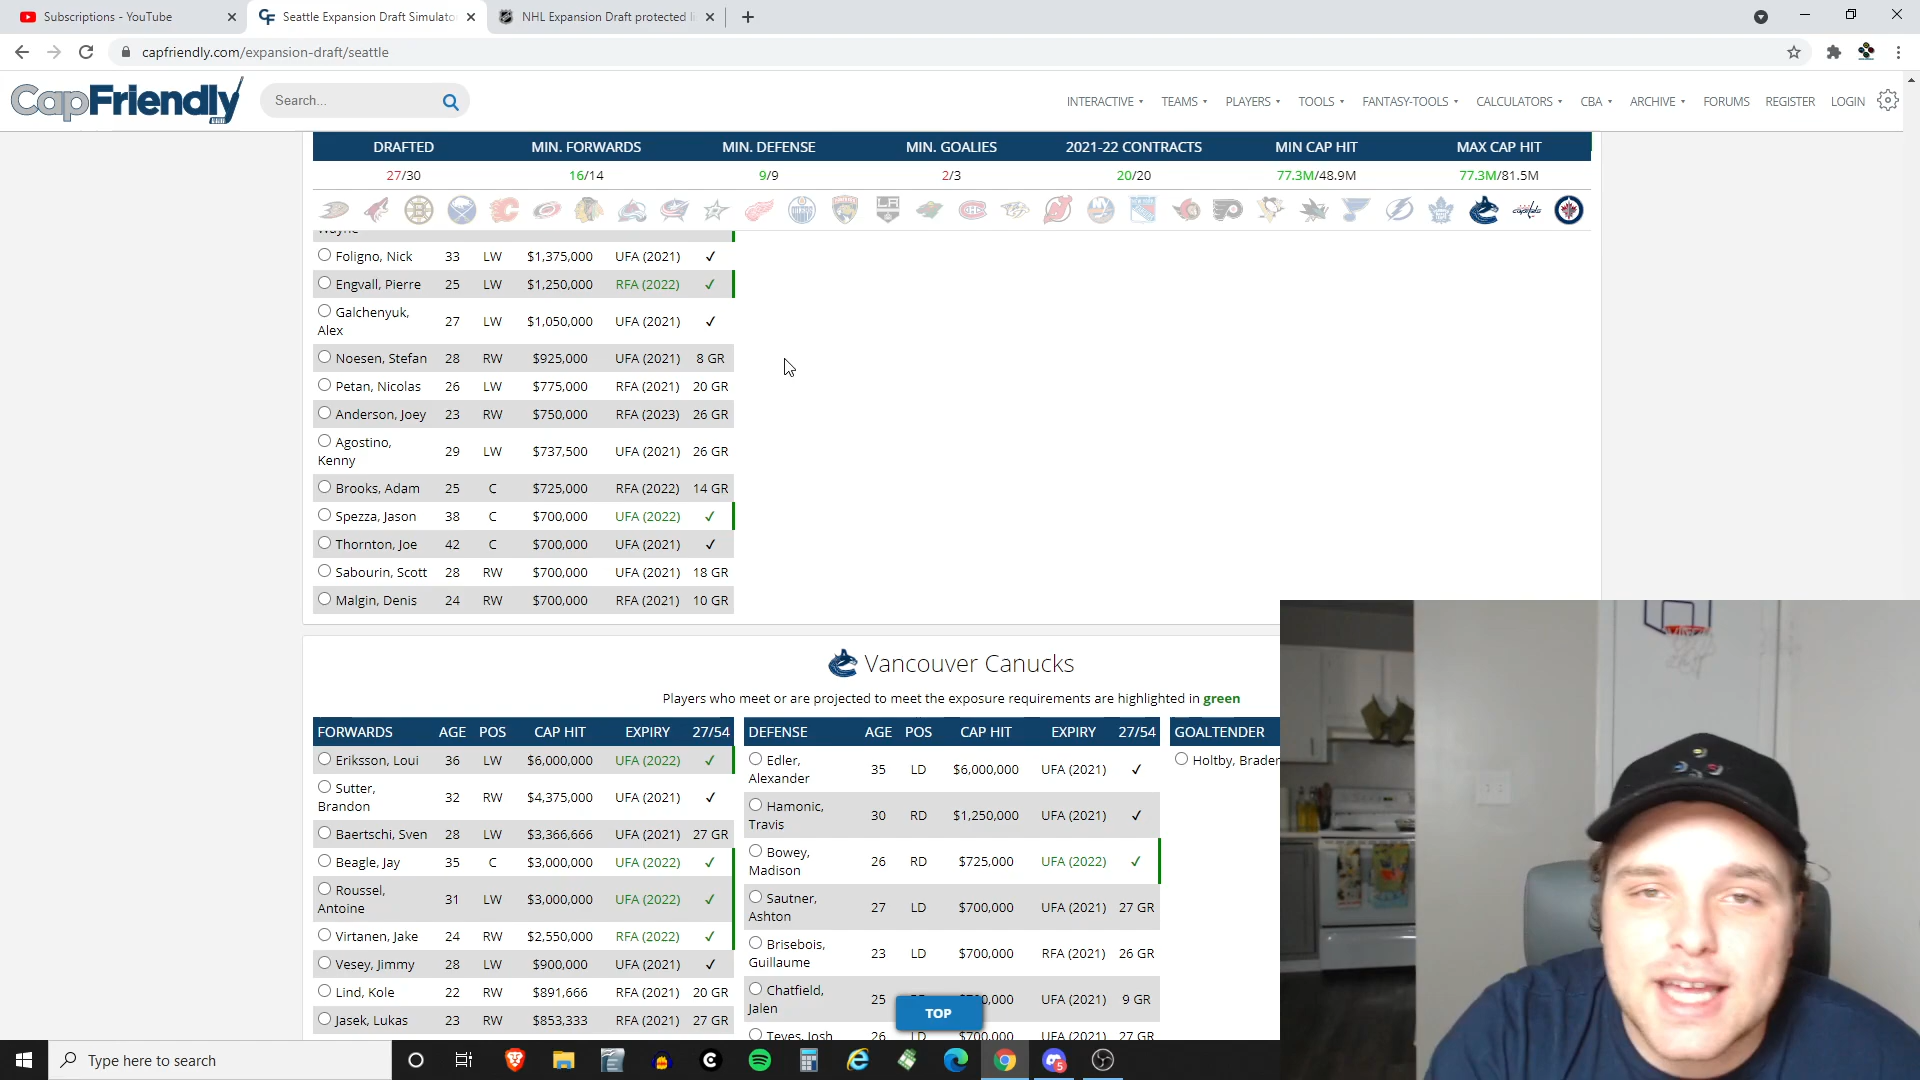 Subscriptions - YouTube
Seattle Expansion Draft Simulator
NHL Expansion Draft protected li
capfriendly.com/expansion-draft/seattle
CapFriendly
Search...
INTERACTIVE TEAMS PLAYERS TOOLS FANTASY-TOOLS CALCULATORS CBA ARCHIVE FORUMS REGISTER LOGIN
DRAFTED MIN. FORWARDS MIN. DEFENSE MIN. GOALIES 2021-22 CONTRACTS MIN CAP HIT MAX CAP HIT
27/30 16/14 9/9 2/3 20/20 77.3M/48.9M 77.3M/81.5M
Wayne
Foligno, Nick 33 LW $1,375,000 UFA (2021) ✓
Engvall, Pierre 25 LW $1,250,000 RFA (2022) ✓
Galchenyuk,
Alex 27 LW $1,050,000 UFA (2021) ✓
Noesen, Stefan 28 RW $925,000 UFA (2021) 8 GR
Petan, Nicolas 26 LW $775,000 RFA (2021) 20 GR
Anderson, Joey 23 RW $750,000 RFA (2023) 26 GR
Agostino,
Kenny 29 LW $737,500 UFA (2021) 26 GR
Brooks, Adam 25 C $725,000 RFA (2022) 14 GR
Spezza, Jason 38 C $700,000 UFA (2022) ✓
Thornton, Joe 42 C $700,000 UFA (2021) ✓
Sabourin, Scott 28 RW $700,000 UFA (2021) 18 GR
Malgin, Denis 24 RW $700,000 RFA (2021) 10 GR
Vancouver Canucks
Players who meet or are projected to meet the exposure requirements are highlighted in green
FORWARDS AGE POS CAP HIT EXPIRY 27/54
Eriksson, Loui 36 LW $6,000,000 UFA (2022) ✓
Sutter,
Brandon 32 RW $4,375,000 UFA (2021) ✓
Baertschi, Sven 28 LW $3,366,666 UFA (2021) 27 GR
Beagle, Jay 35 C $3,000,000 UFA (2022) ✓
Roussel,
Antoine 31 LW $3,000,000 UFA (2022) ✓
Virtanen, Jake 24 RW $2,550,000 RFA (2022) ✓
Vesey, Jimmy 28 LW $900,000 UFA (2021) ✓
Lind, Kole 22 RW $891,666 RFA (2021) 20 GR
Jasek, Lukas 23 RW $853,333 RFA (2021) 27 GR
DEFENSE AGE POS CAP HIT EXPIRY 27/54
Edler,
Alexander 35 LD $6,000,000 UFA (2021) ✓
Hamonic,
Travis 30 RD $1,250,000 UFA (2021) ✓
Bowey,
Madison 26 RD $725,000 UFA (2022) ✓
Sautner,
Ashton 27 LD $700,000 UFA (2021) 27 GR
Brisebois,
Guillaume 23 LD $700,000 RFA (2021) 26 GR
Chatfield,
Jalen 25 UFA (2021) 9 GR
Teves, Josh 26 LD $700,000 UFA (2021) 27 GR
GOALTENDER
Holtby, Braden
TOP
Type here to search